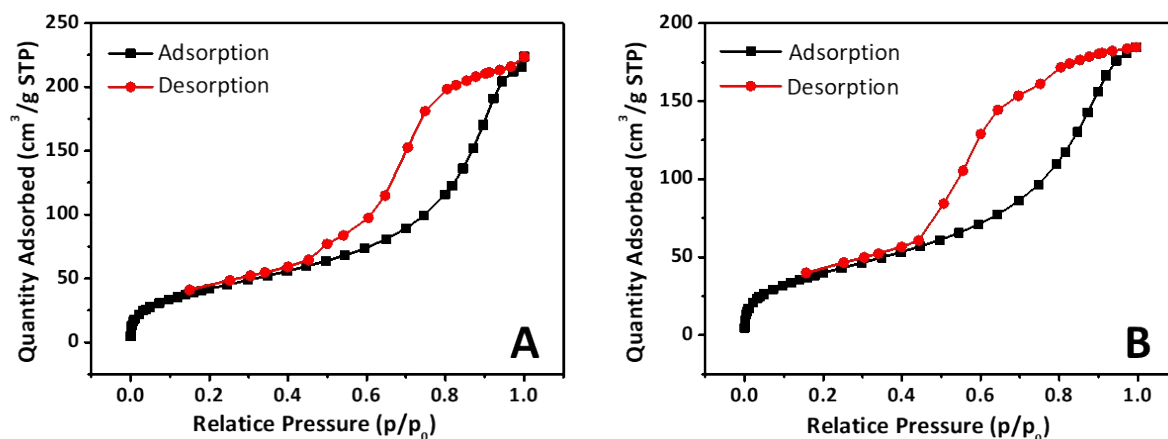 250
200
150
100
50
0
Quantity Adsorbed (cm³/g STP)
Adsorption
Desorption
A
0.0 0.2 0.4 0.6 0.8 1.0
Relatice Pressure (p/p₀)
200
150
100
50
0
Quantity Adsorbed (cm³/g STP)
Adsorption
Desorption
B
0.0 0.2 0.4 0.6 0.8 1.0
Relatice Pressure (p/p₀)